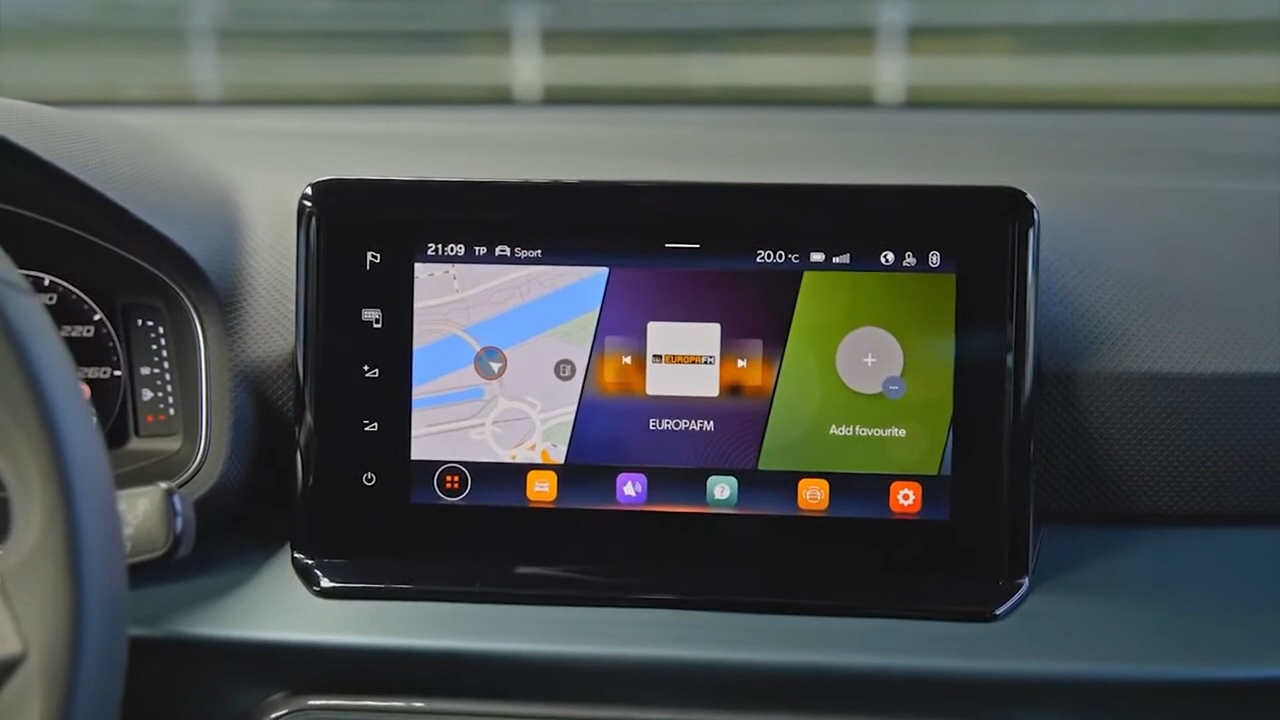 21:09 TP Sport
20.0 °C
EUROPAFM
EUROPAFM
Add favourite
220
260